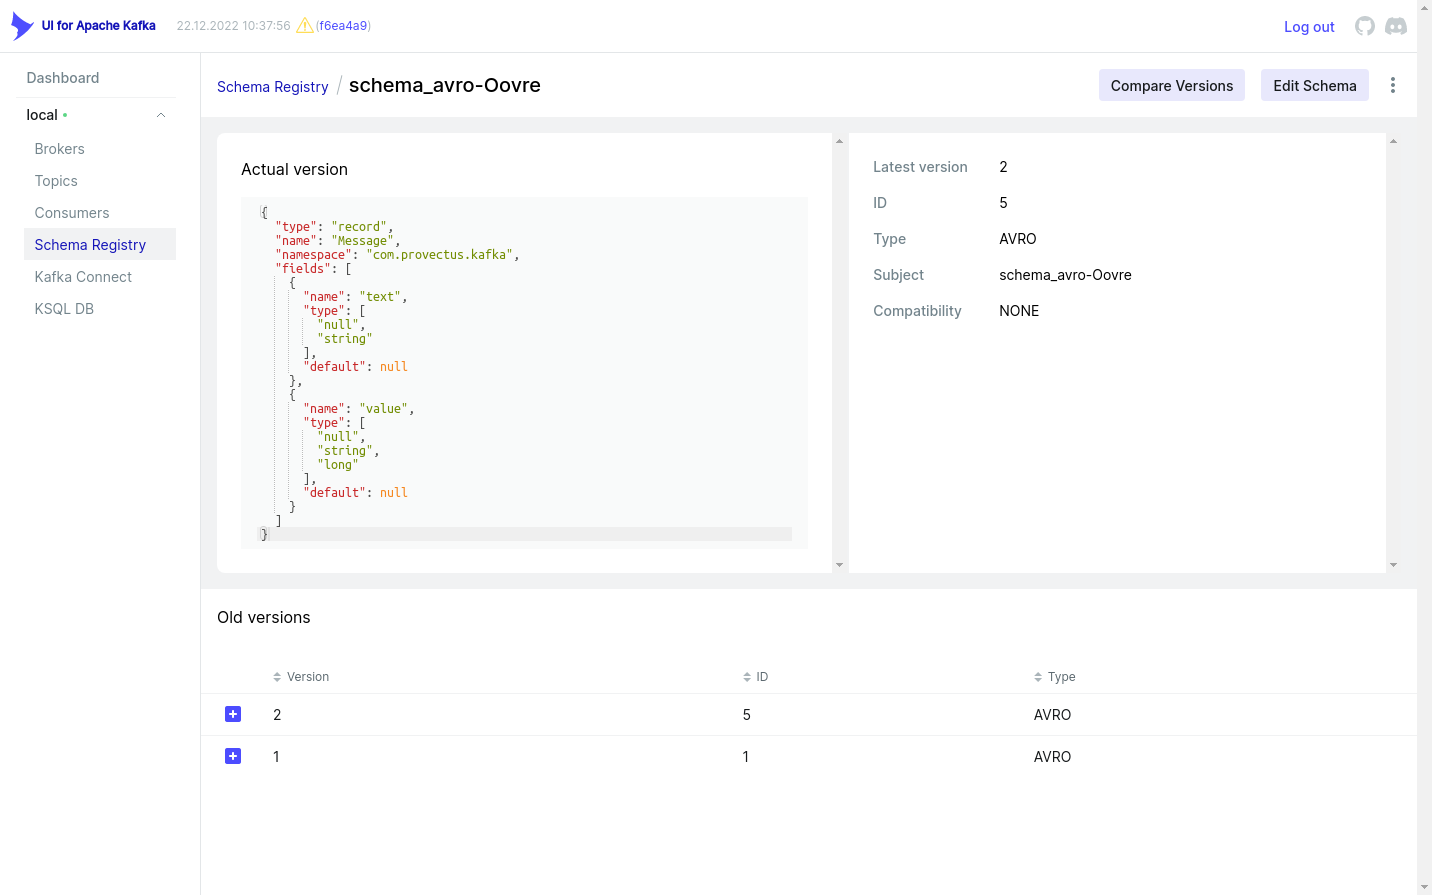 UI for Apache Kafka 22.12.2022 10:37:56 (f6ea4a9) Log out
Dashboard
local
Brokers
Topics
Consumers
Schema Registry
Kafka Connect
KSQL DB
Schema Registry / schema_avro-Oovre
Compare Versions
Edit Schema
Actual version
{
  "type": "record",
  "name": "Message",
  "namespace": "com.provectus.kafka",
  "fields": [
    {
      "name": "text",
      "type": [
        "null",
        "string"
      ],
      "default": null
    },
    {
      "name": "value",
      "type": [
        "null",
        "string",
        "long"
      ],
      "default": null
    }
  ]
}
Latest version 2
ID 5
Type AVRO
Subject schema_avro-Oovre
Compatibility NONE
Old versions
Version ID Type
2 5 AVRO
1 1 AVRO